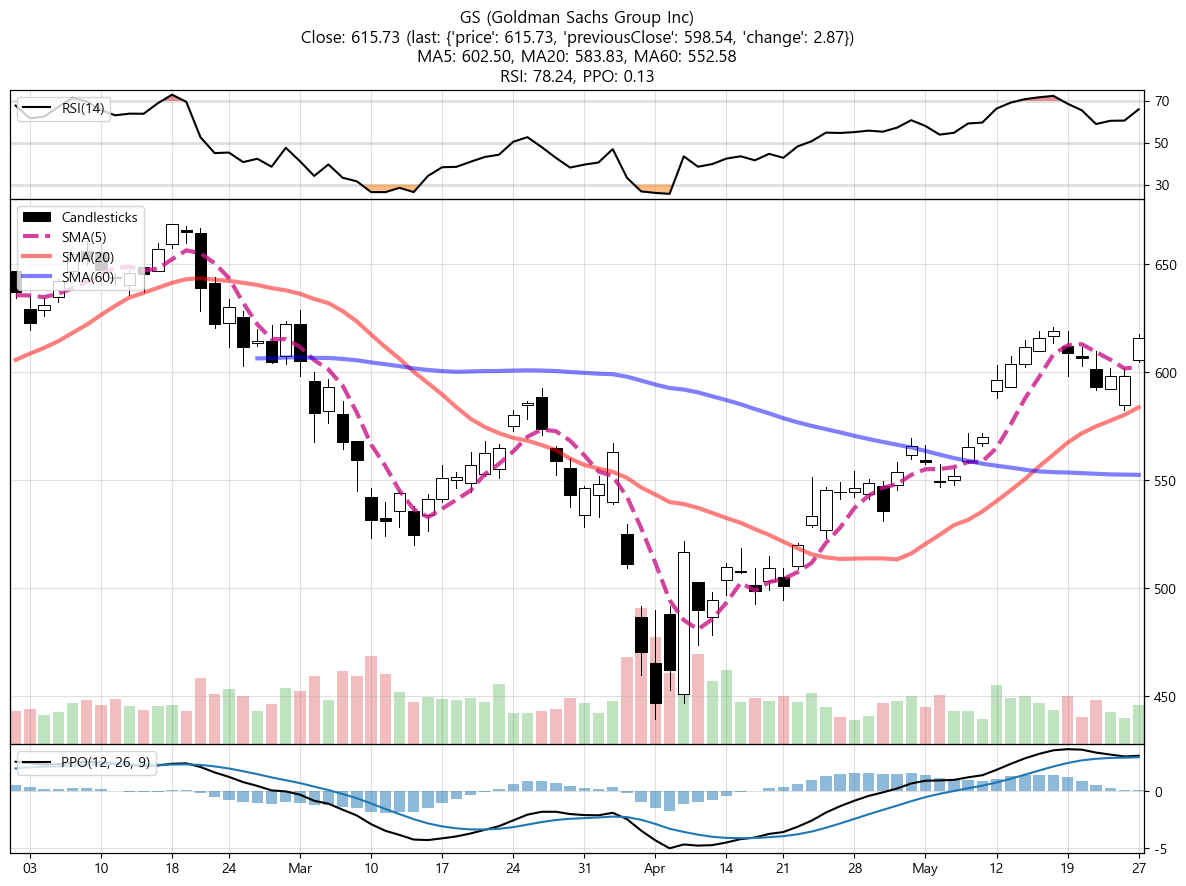 GS (Goldman Sachs Group Inc)
Close: 615.73 (last: {'price': 615.73, 'previousClose': 598.54, 'change': 2.87})
MA5: 602.50, MA20: 583.83, MA60: 552.58
RSI: 78.24, PPO: 0.13
RSI(14)
70
50
30
Candlesticks
SMA(5)
SMA(20)
SMA(60)
650
600
550
500
450
PPO(12, 26, 9)
0
-5
03 10 18 24 Mar 10 17 24 31 Apr 14 21 28 May 12 19 27